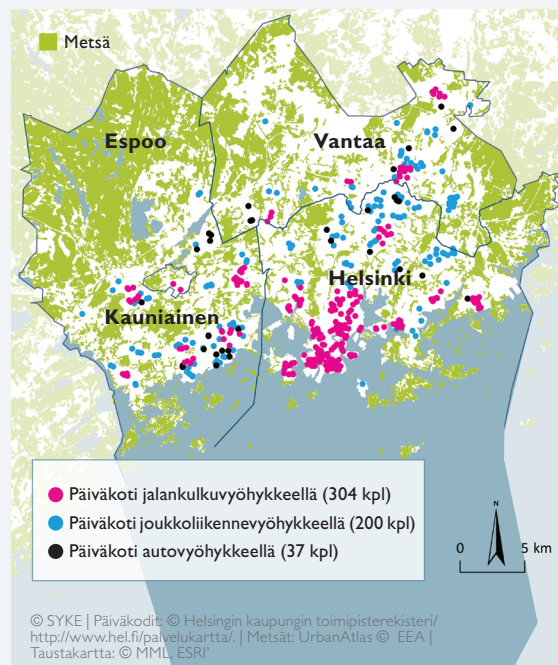 Metsä
Espoo
Vantaa
Helsinki
Kauniainen
Päiväkoti jalankulkuvyöhykkeellä (304 kpl)
Päiväkoti joukkoliikennevyöhykkeellä (200 kpl)
Päiväkoti autovyöhykkeellä (37 kpl)
N
0 5 km
© SYKE | Päiväkodit: © Helsingin kaupungin toimipisterekisteri/
http://www.hel.fi/palvelukartta/. | Metsät: UrbanAtlas © EEA |
Taustakartta: © MML, ESRI'